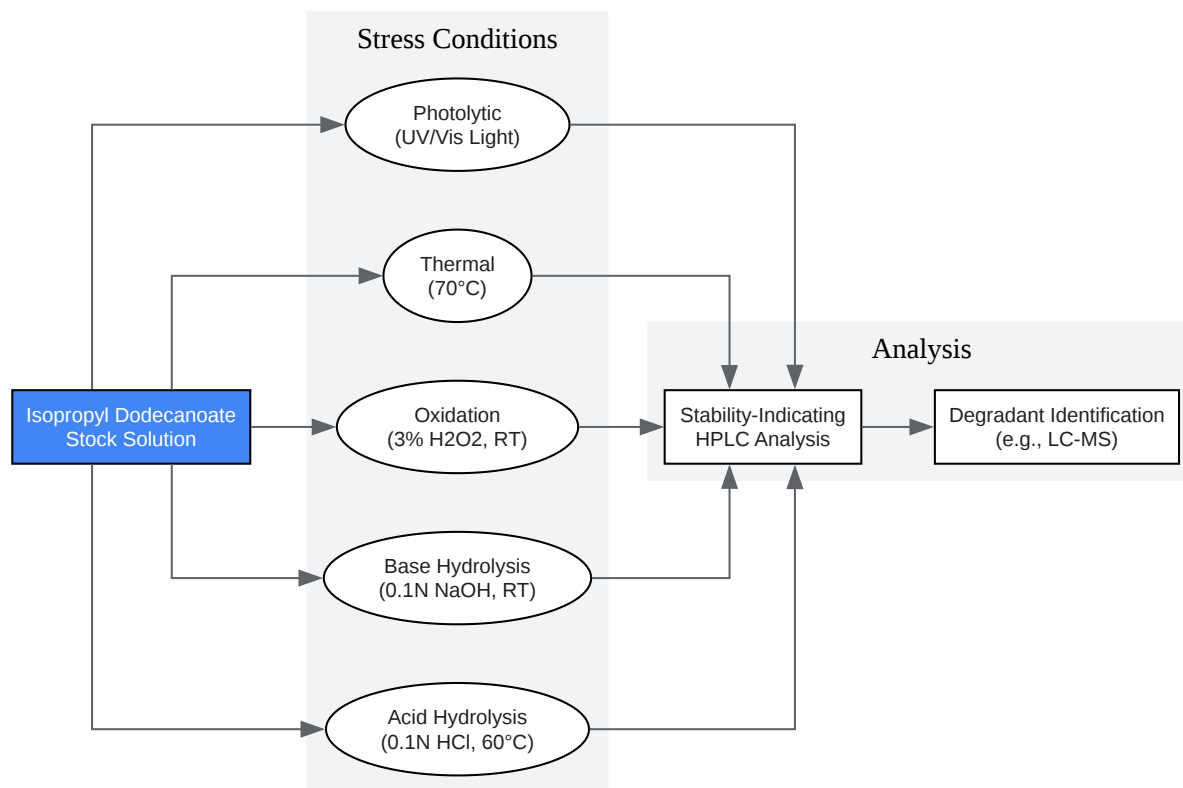 Stress Conditions
Photolytic
(UV/Vis Light)
Thermal
(70°C)
Analysis
Isopropyl Dodecanoate
Stock Solution
Oxidation
(3% H2O2, RT)
Stability-Indicating
HPLC Analysis
Degradant Identification
(e.g., LC-MS)
Base Hydrolysis
(0.1N NaOH, RT)
Acid Hydrolysis
(0.1N HCl, 60°C)